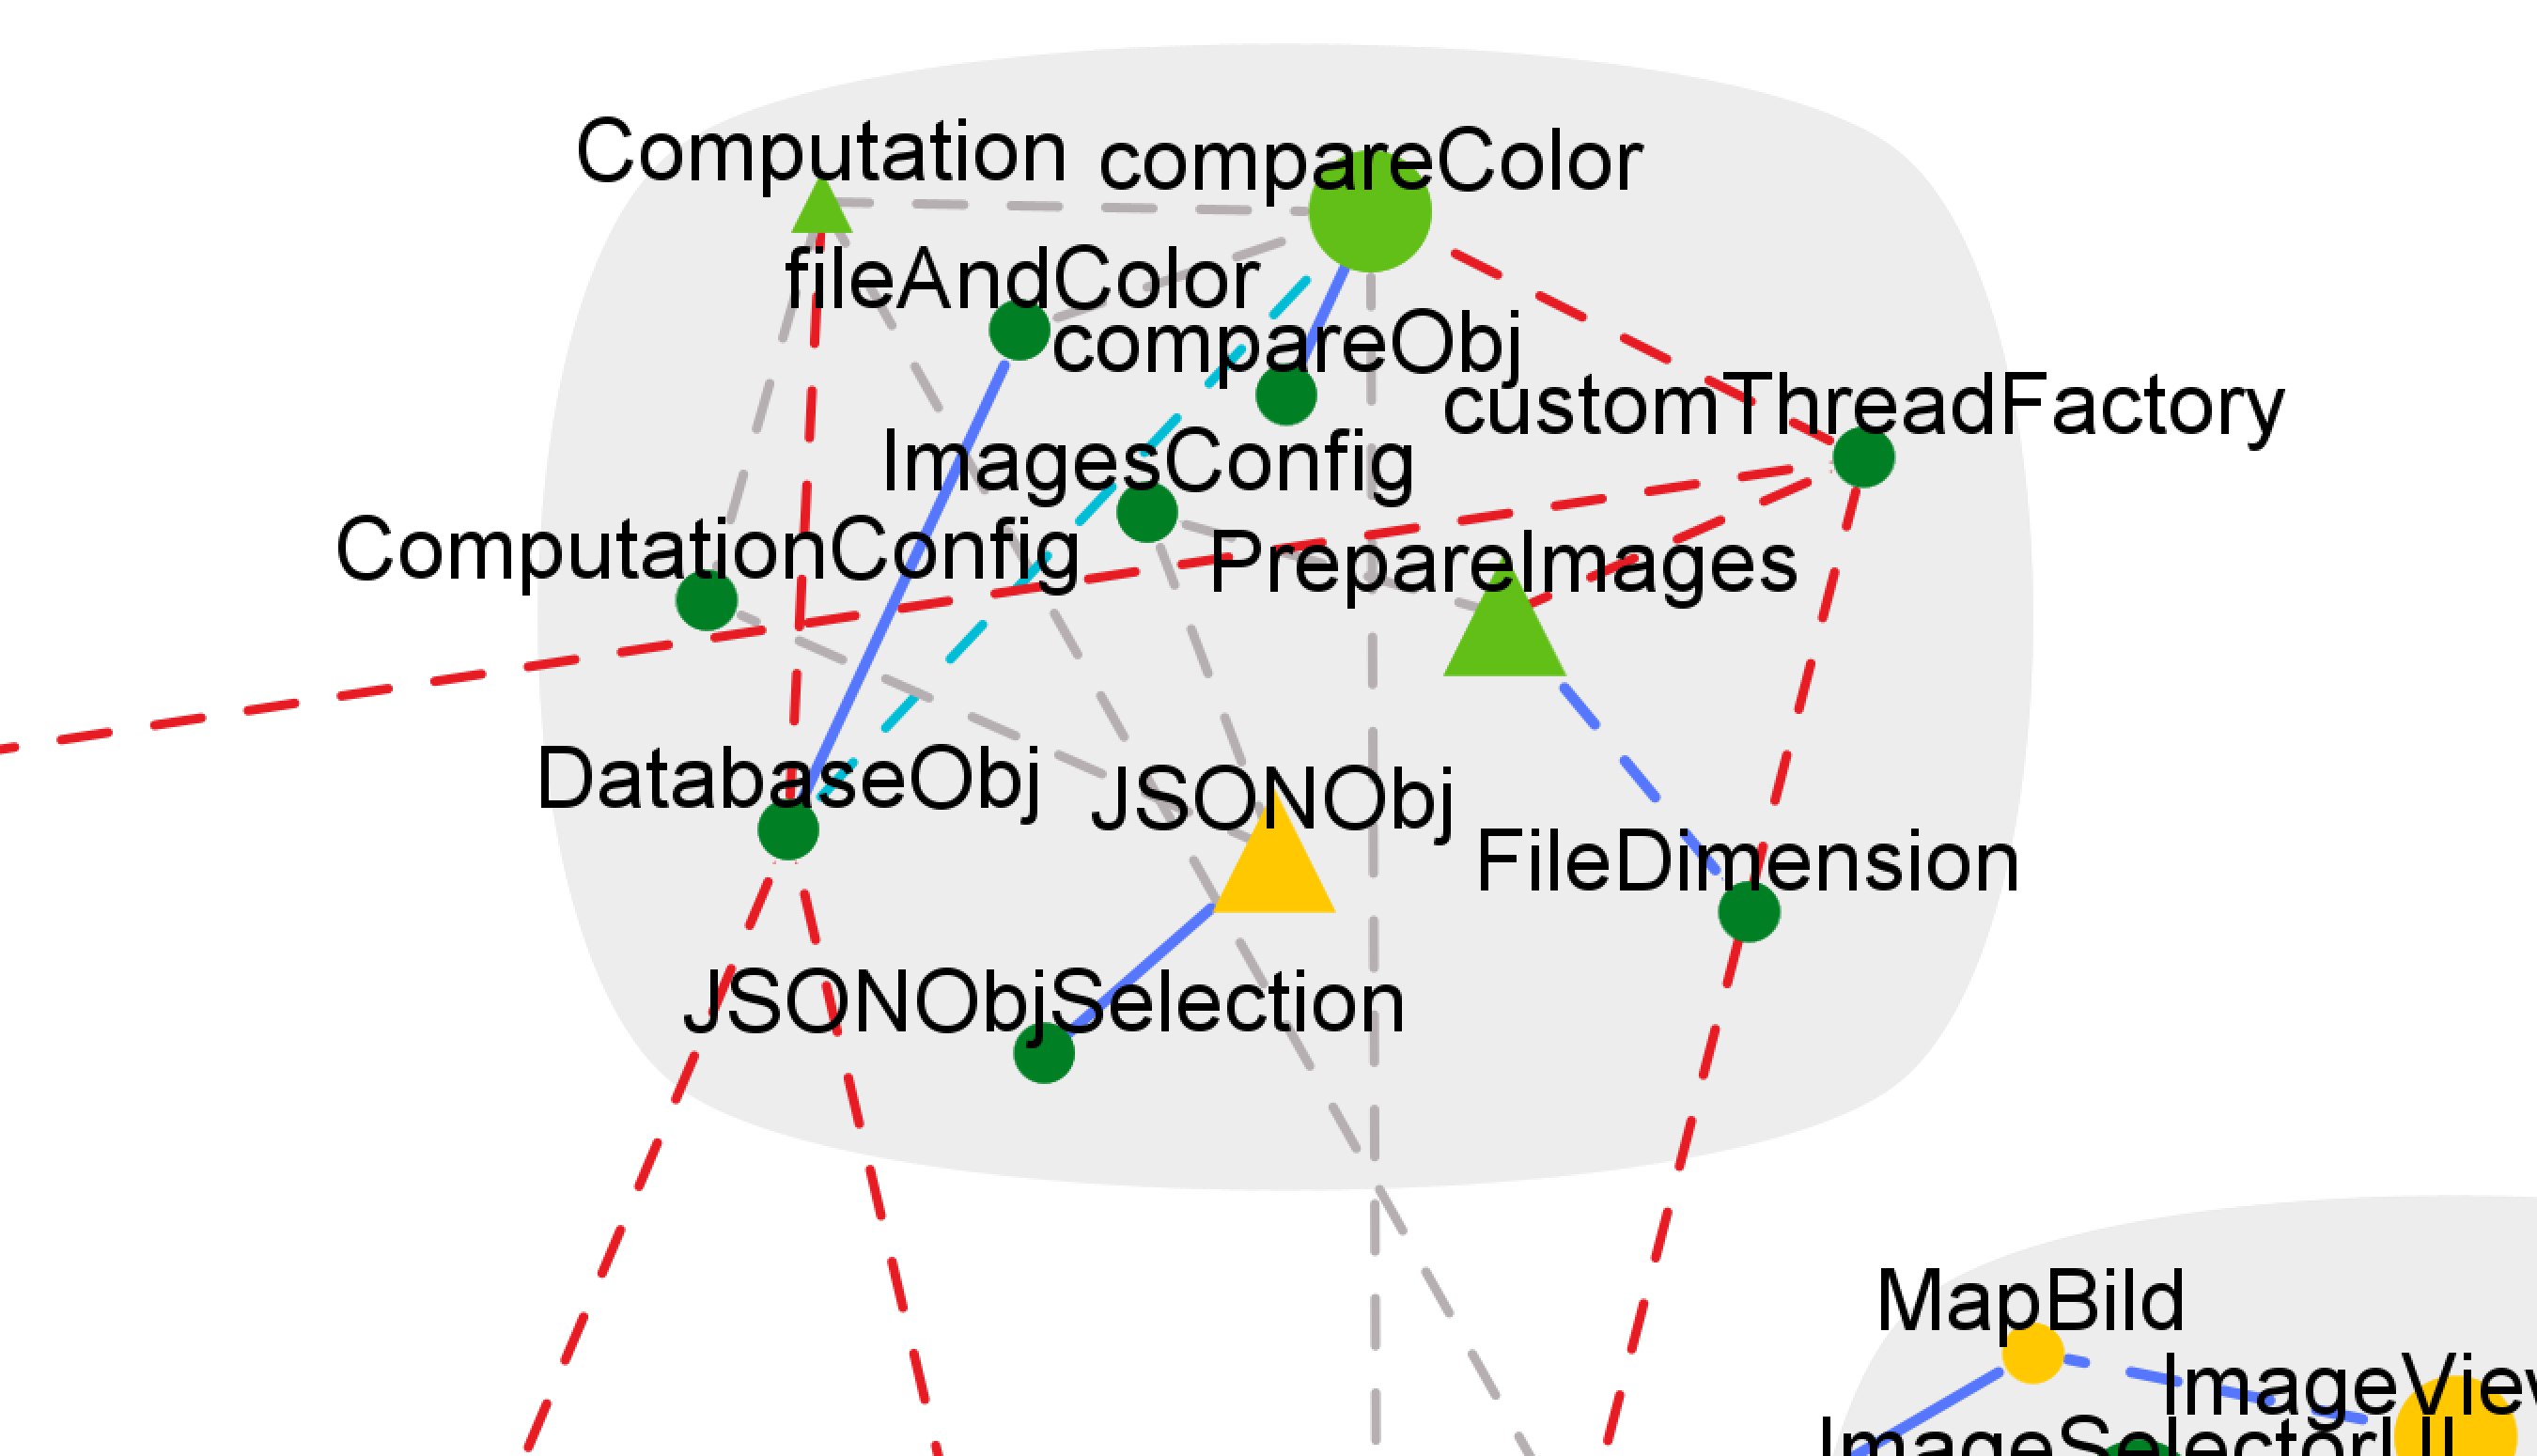 Computation
compareColor
fileAndColor
compareObj
customThreadFactory
ImagesConfig
ComputationConfig
PrepareImages
DatabaseObj
JSONObj
FileDimension
JSONObjSelection
MapBild
ImageView
ImageSelectorUI